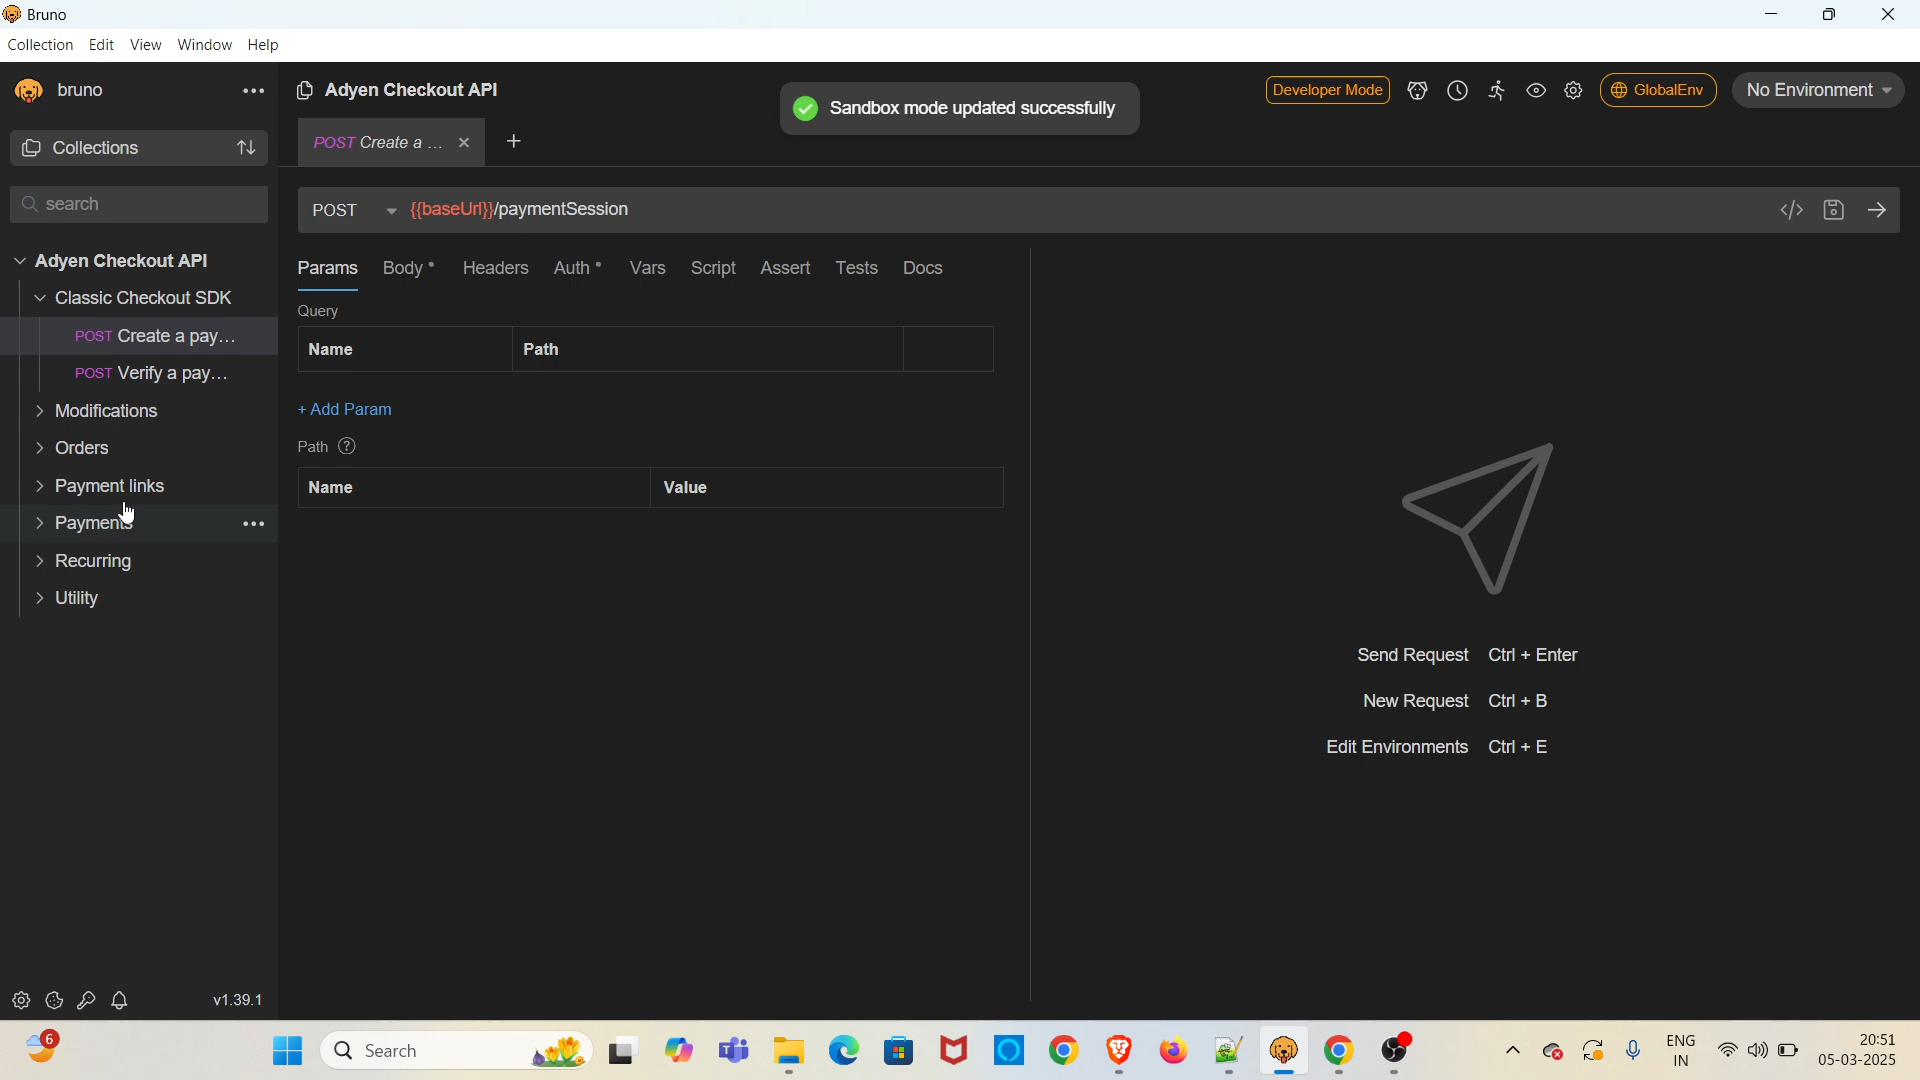 Bruno
Collection Edit View Window Help
bruno
Adyen Checkout API
Sandbox mode updated successfully
Developer Mode
GlobalEnv
No Environment
Collections
POST Create a ...
search
POST
{{baseUrl}}/paymentSession
Adyen Checkout API
Classic Checkout SDK
POST Create a pay...
POST Verify a pay...
Modifications
Orders
Payment links
Payments
Recurring
Utility
Params Body Headers Auth Vars Script Assert Tests Docs
Query
Name Path
+ Add Param
Path ?
Name Value
Send Request Ctrl + Enter
New Request Ctrl + B
Edit Environments Ctrl + E
v1.39.1
6
Search
ENG
IN
20:51
05-03-2025